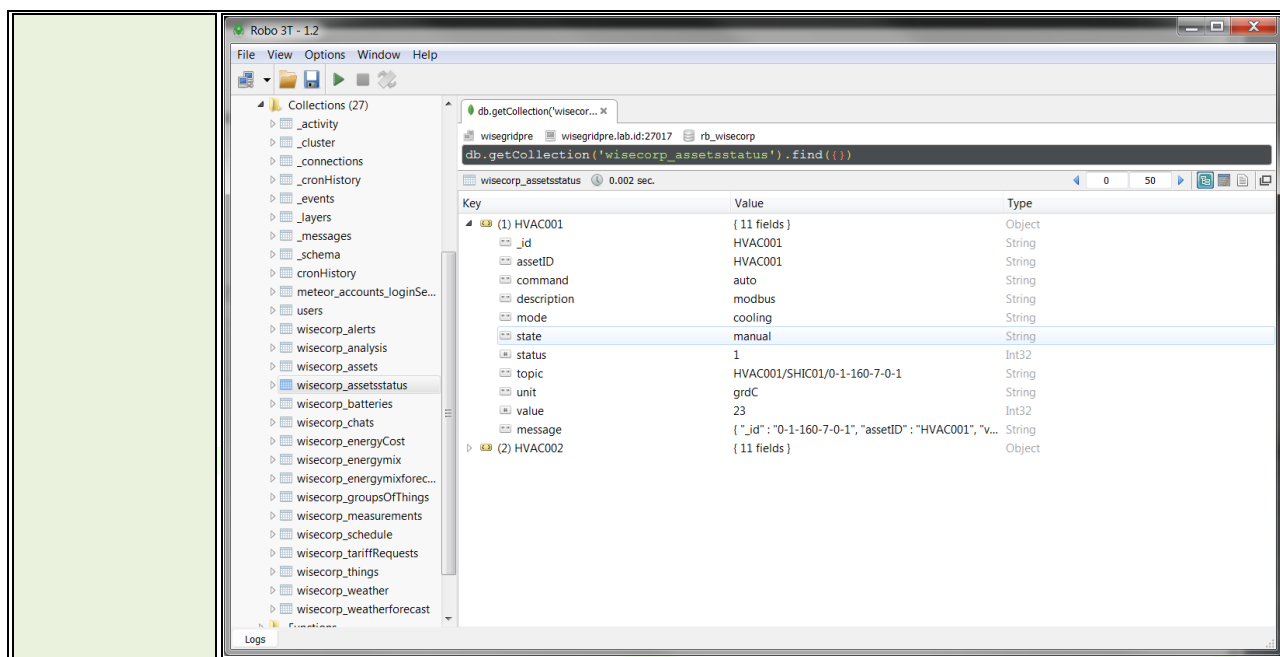 Robo 3T - 1.2
File View Options Window Help
Collections (27)
_activity
_cluster
_connections
_cronHistory
_events
_layers
_messages
_schema
cronHistory
meteor_accounts_loginSe...
users
wisecorp_alerts
wisecorp_analysis
wisecorp_assets
wisecorp_assetsstatus
wisecorp_batteries
wisecorp_chats
wisecorp_energyCost
wisecorp_energymix
wisecorp_energymixforec...
wisecorp_groupsOfThings
wisecorp_measurements
wisecorp_schedule
wisecorp_tariffRequests
wisecorp_things
wisecorp_weather
wisecorp_weatherforecast
Functions
db.getCollection('wisecor...
wisegridpre wisegridpre.lab.id:27017 rb_wisecorp
db.getCollection('wisecorp_assetsstatus').find({})
wisecorp_assetsstatus 0.002 sec. 0 50
Key Value Type
(1) HVAC001 { 11 fields } Object
_id HVAC001 String
assetID HVAC001 String
command auto String
description modbus String
mode cooling String
state manual String
status 1 Int32
topic HVAC001/SHIC01/0-1-160-7-0-1 String
unit grdC String
value 23 Int32
message { "_id" : "0-1-160-7-0-1", "assetID" : "HVAC001", "v... String
(2) HVAC002 { 11 fields } Object
Logs